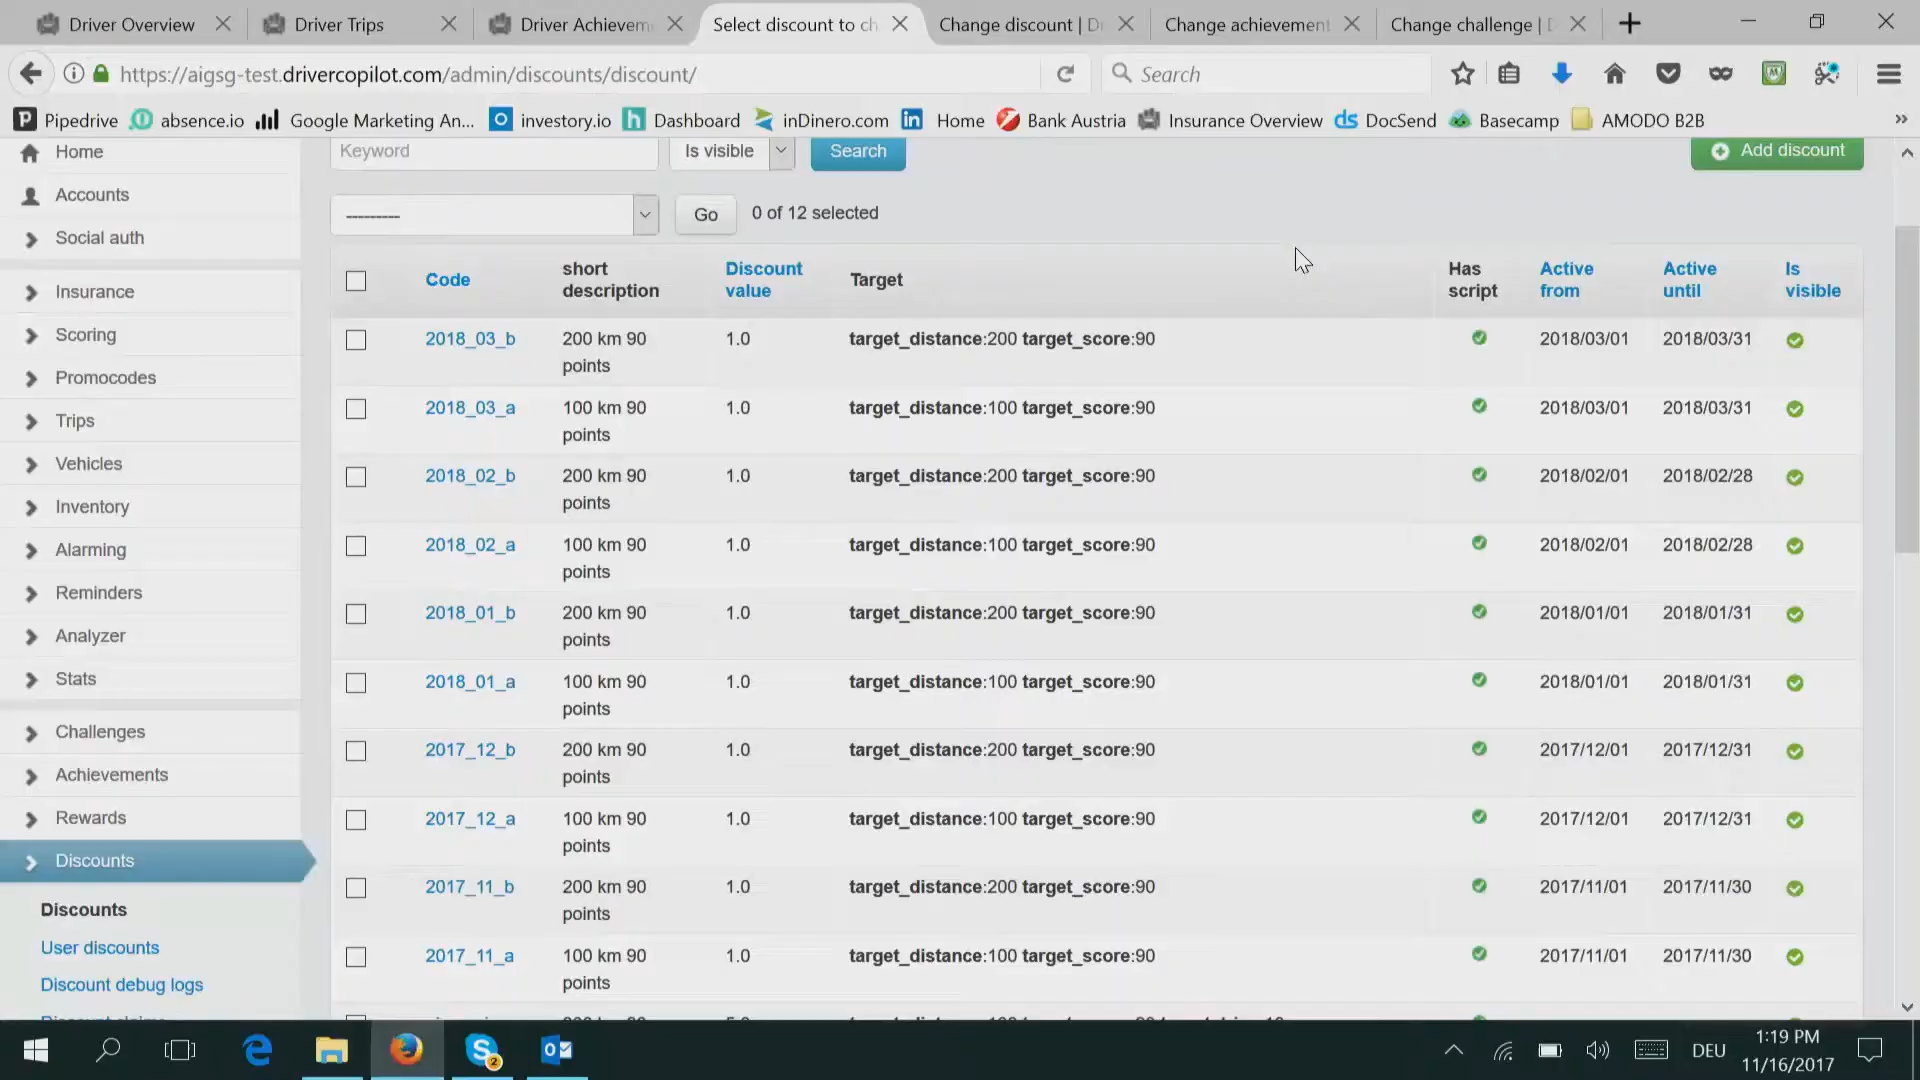 Driver Overview Driver Trips Driver Achievem Select discount to ch Change discount | D Change achievement Change challenge | D
https://aigsg-test.drivercopilot.com/admin/discounts/discount/ Search
Pipedrive absence.io Google Marketing An... investory.io Dashboard inDinero.com Home Bank Austria Insurance Overview DocSend Basecamp AMODO B2B
Home
Accounts
Social auth
Insurance
Scoring
Promocodes
Trips
Vehicles
Inventory
Alarming
Reminders
Analyzer
Stats
Challenges
Achievements
Rewards
Discounts
Discounts
User discounts
Discount debug logs
Keyword Is visible Search Add discount
--------- Go 0 of 12 selected
Code short description Discount value Target Has script Active from Active until Is visible
2018_03_b 200 km 90 points 1.0 target_distance:200 target_score:90 2018/03/01 2018/03/31
2018_03_a 100 km 90 points 1.0 target_distance:100 target_score:90 2018/03/01 2018/03/31
2018_02_b 200 km 90 points 1.0 target_distance:200 target_score:90 2018/02/01 2018/02/28
2018_02_a 100 km 90 points 1.0 target_distance:100 target_score:90 2018/02/01 2018/02/28
2018_01_b 200 km 90 points 1.0 target_distance:200 target_score:90 2018/01/01 2018/01/31
2018_01_a 100 km 90 points 1.0 target_distance:100 target_score:90 2018/01/01 2018/01/31
2017_12_b 200 km 90 points 1.0 target_distance:200 target_score:90 2017/12/01 2017/12/31
2017_12_a 100 km 90 points 1.0 target_distance:100 target_score:90 2017/12/01 2017/12/31
2017_11_b 200 km 90 points 1.0 target_distance:200 target_score:90 2017/11/01 2017/11/30
2017_11_a 100 km 90 points 1.0 target_distance:100 target_score:90 2017/11/01 2017/11/30
DEU 1:19 PM
11/16/2017